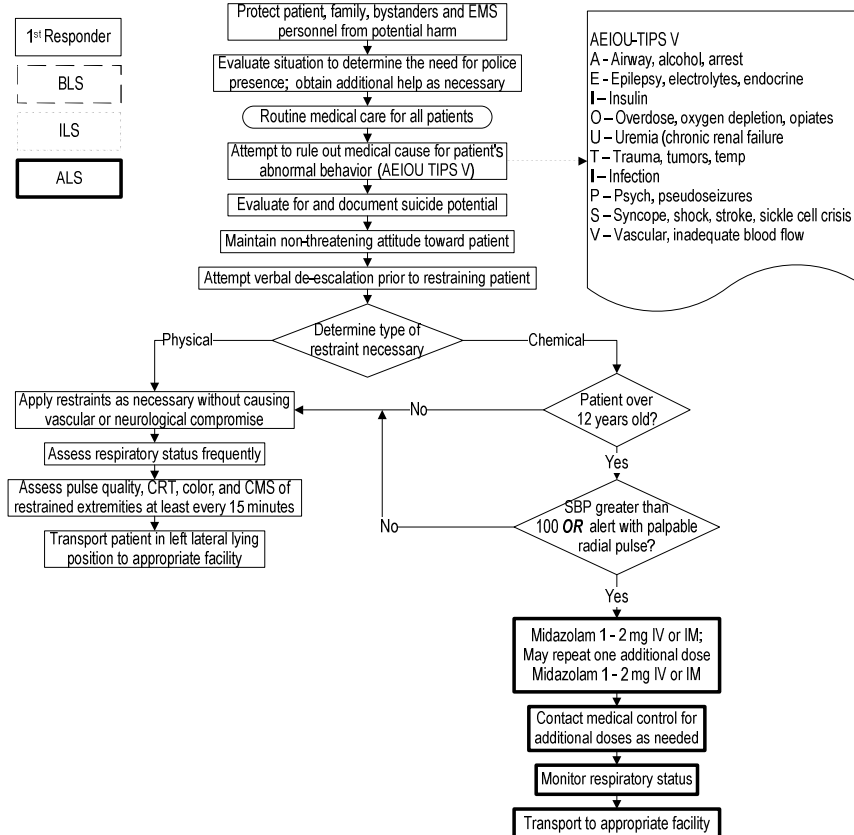 1st Responder
BLS
ILS
ALS
Protect patient, family, bystanders and EMS
personnel from potential harm
Evaluate situation to determine the need for police
presence; obtain additional help as necessary
Routine medical care for all patients
Attempt to rule out medical cause for patient's
abnormal behavior (AEIOU TIPS V)
Evaluate for and document suicide potential
Maintain non-threatening attitude toward patient
Attempt verbal de-escalation prior to restraining patient
Determine type of
restraint necessary
Physical
Chemical
AEIOU-TIPS V
A – Airway, alcohol, arrest
E – Epilepsy, electrolytes, endocrine
I – Insulin
O – Overdose, oxygen depletion, opiates
U – Uremia (chronic renal failure
T – Trauma, tumors, temp
I – Infection
P – Psych, pseudoseizures
S – Syncope, shock, stroke, sickle cell crisis
V – Vascular, inadequate blood flow
Apply restraints as necessary without causing
vascular or neurological compromise
Assess respiratory status frequently
Assess pulse quality, CRT, color, and CMS of
restrained extremities at least every 15 minutes
Transport patient in left lateral lying
position to appropriate facility
Patient over
12 years old?
No
Yes
SBP greater than
100 OR alert with palpable
radial pulse?
No
Yes
Midazolam 1 - 2 mg IV or IM;
May repeat one additional dose
Midazolam 1 - 2 mg IV or IM
Contact medical control for
additional doses as needed
Monitor respiratory status
Transport to appropriate facility